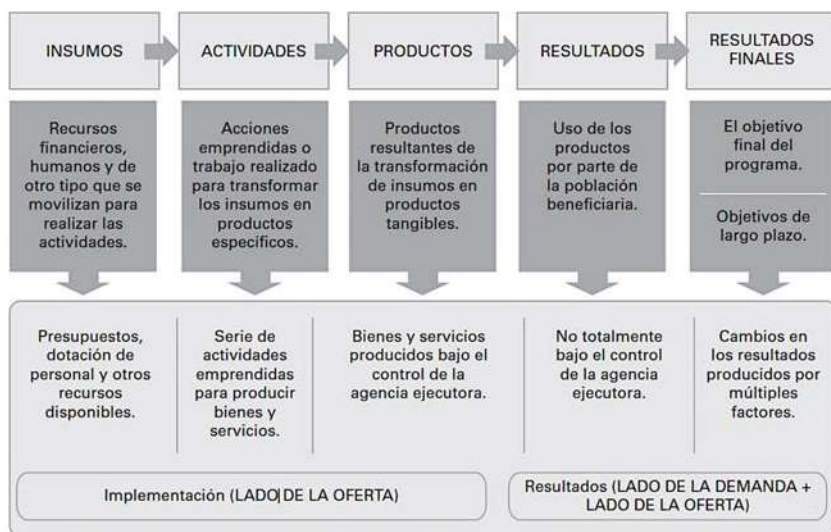 INSUMOS
ACTIVIDADES
PRODUCTOS
RESULTADOS
RESULTADOS
FINALES
Recursos
financieros,
humanos y de
otro tipo que se
movilizan para
realizar las
actividades.
Acciones
emprendidas o
trabajo realizado
para transformar
los insumos en
productos
específicos.
Productos
resultantes de
la transformación
de insumos en
productos
tangibles.
Uso de los
productos
por parte de
la población
beneficiaria.
El objetivo
final del
programa.
Objetivos de
largo plazo.
Presupuestos,
dotación de
personal y otros
recursos
disponibles.
Serie de
actividades
emprendidas
para producir
bienes y
servicios.
Bienes y servicios
producidos bajo el
control de la
agencia ejecutora.
No totalmente
bajo el control
de la agencia
ejecutora.
Cambios en
los resultados
producidos por
múltiples
factores.
Implementación (LADO|DE LA OFERTA)
Resultados (LADO DE LA DEMANDA +
LADO DE LA OFERTA)